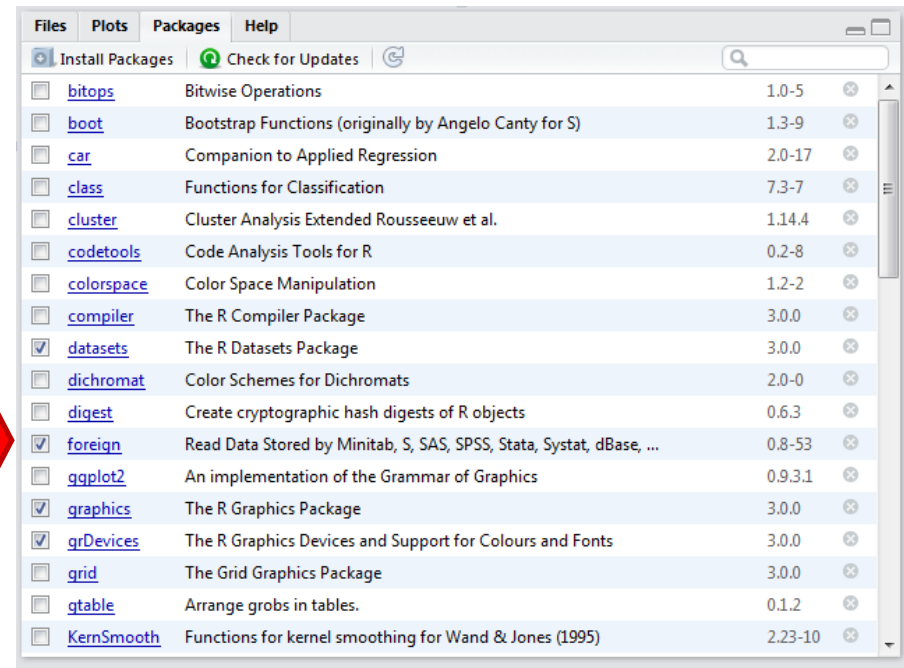 Files Plots Packages Help
Install Packages Check for Updates
bitops Bitwise Operations 1.0-5
boot Bootstrap Functions (originally by Angelo Canty for S) 1.3-9
car Companion to Applied Regression 2.0-17
class Functions for Classification 7.3-7
cluster Cluster Analysis Extended Rousseeuw et al. 1.14.4
codetools Code Analysis Tools for R 0.2-8
colorspace Color Space Manipulation 1.2-2
compiler The R Compiler Package 3.0.0
datasets The R Datasets Package 3.0.0
dichromat Color Schemes for Dichromats 2.0-0
digest Create cryptographic hash digests of R objects 0.6.3
foreign Read Data Stored by Minitab, S, SAS, SPSS, Stata, Systat, dBase, ... 0.8-53
ggplot2 An implementation of the Grammar of Graphics 0.9.3.1
graphics The R Graphics Package 3.0.0
grDevices The R Graphics Devices and Support for Colours and Fonts 3.0.0
grid The Grid Graphics Package 3.0.0
gtable Arrange grobs in tables. 0.1.2
KernSmooth Functions for kernel smoothing for Wand & Jones (1995) 2.23-10